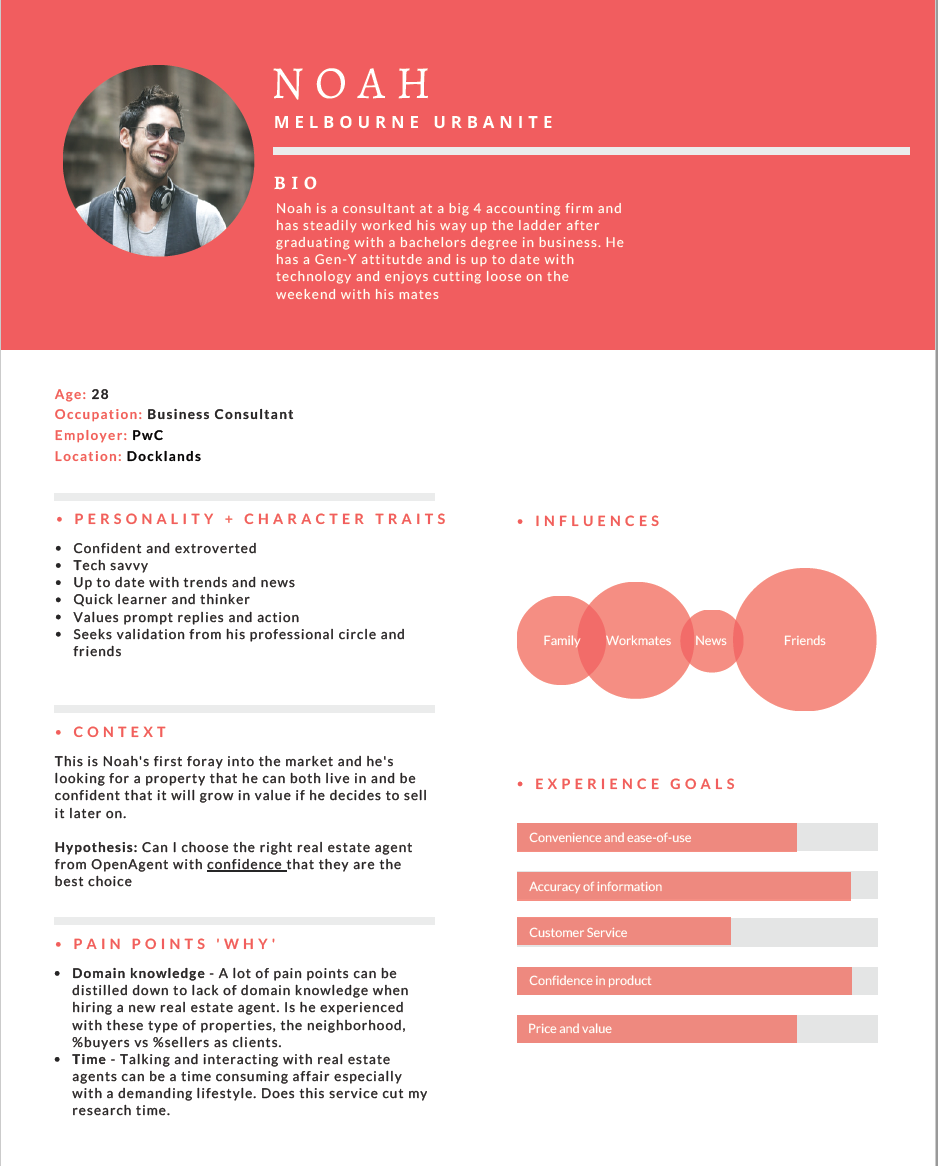 NOAH
MELBOURNE URBANITE
BIO
Noah is a consultant at a big 4 accounting firm and
has steadily worked his way up the ladder after
graduating with a bachelors degree in business. He
has a Gen-Y attitutde and is up to date with
technology and enjoys cutting loose on the
weekend with his mates
Age: 28
Occupation: Business Consultant
Employer: PwC
Location: Docklands
• PERSONALITY + CHARACTER TRAITS
• Confident and extroverted
• Tech savvy
• Up to date with trends and news
• Quick learner and thinker
• Values prompt replies and action
• Seeks validation from his professional circle and
friends
• CONTEXT
This is Noah's first foray into the market and he's
looking for a property that he can both live in and be
confident that it will grow in value if he decides to sell
it later on.
Hypothesis: Can I choose the right real estate agent
from OpenAgent with confidence that they are the
best choice
• PAIN POINTS 'WHY'
• Domain knowledge - A lot of pain points can be
distilled down to lack of domain knowledge when
hiring a new real estate agent. Is he experienced
with these type of properties, the neighborhood,
%buyers vs %sellers as clients.
• Time - Talking and interacting with real estate
agents can be a time consuming affair especially
with a demanding lifestyle. Does this service cut my
research time.
• INFLUENCES
Family Workmates News Friends
• EXPERIENCE GOALS
Convenience and ease-of-use
Accuracy of information
Customer Service
Confidence in product
Price and value